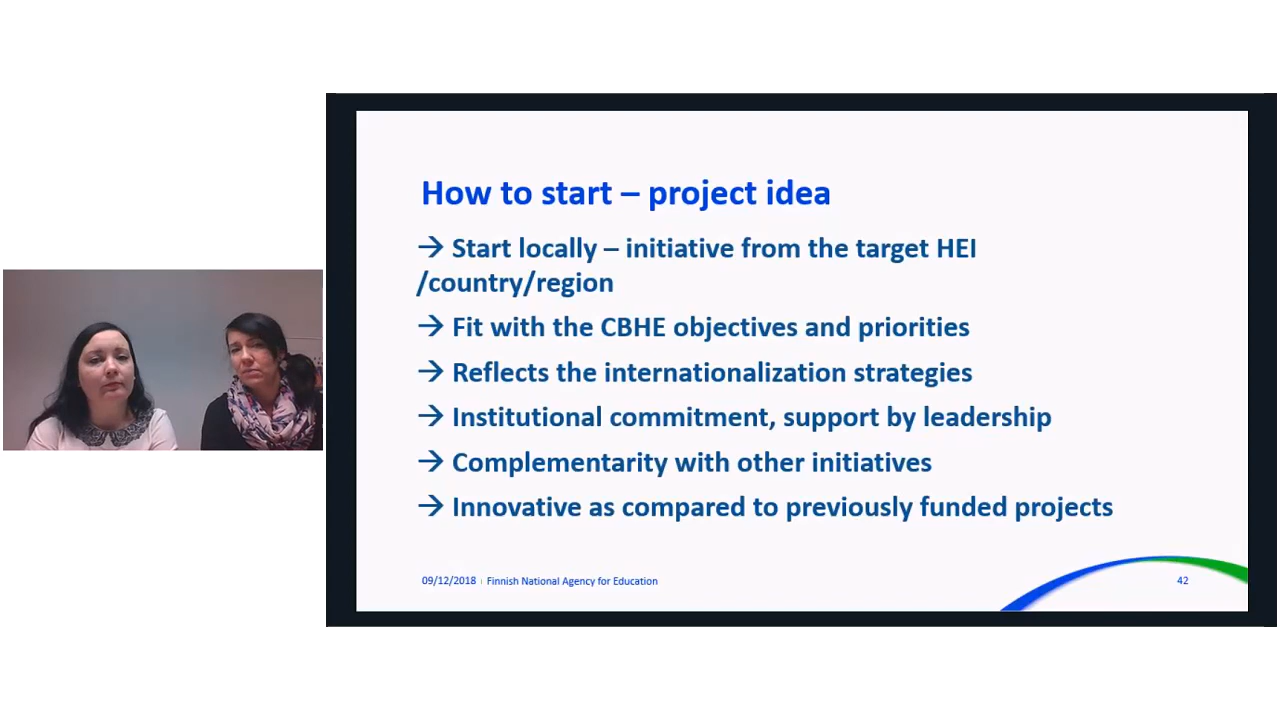 How to start – project idea
→ Start locally – initiative from the target HEI
/country/region
→ Fit with the CBHE objectives and priorities
→ Reflects the internationalization strategies
→ Institutional commitment, support by leadership
→ Complementarity with other initiatives
→ Innovative as compared to previously funded projects
09/12/2018 | Finnish National Agency for Education 42